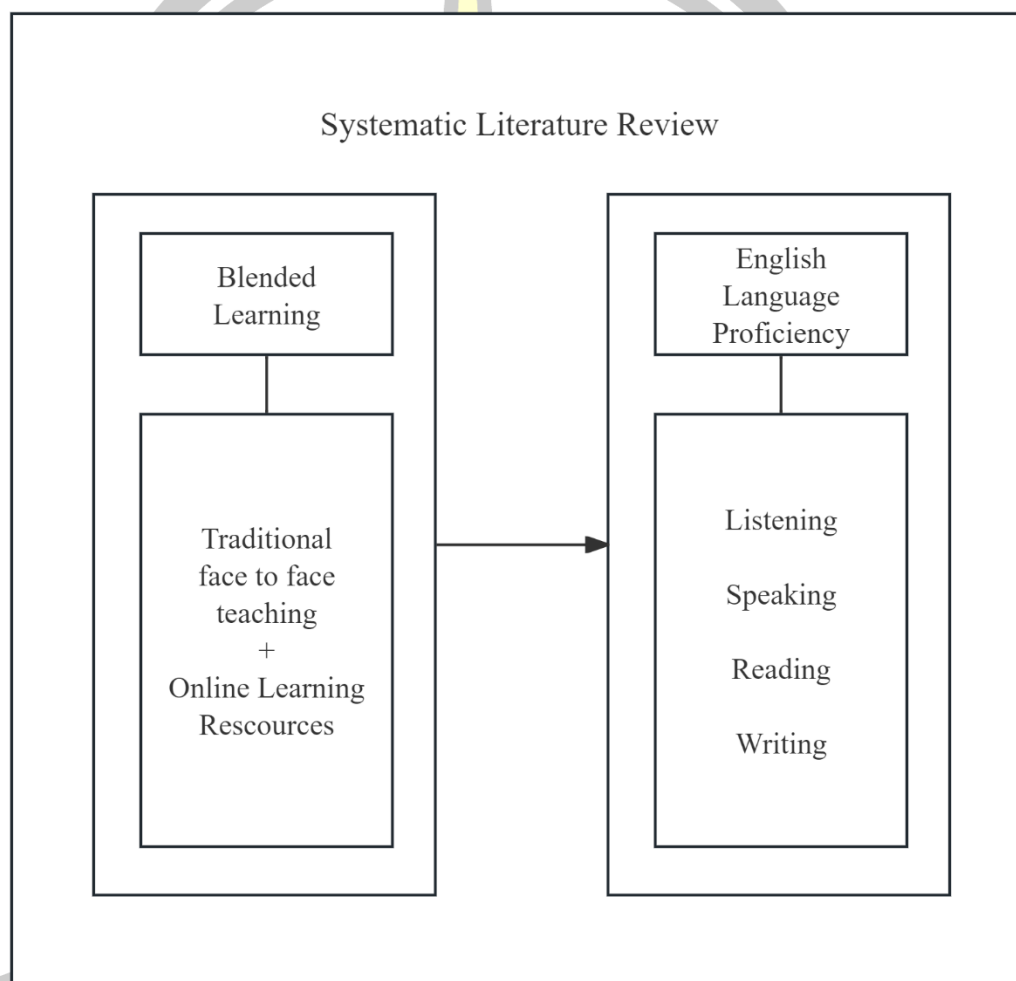 Systematic Literature Review
Blended
Learning
Traditional
face to face
teaching
+
Online Learning
Rescources
English
Language
Proficiency
Listening
Speaking
Reading
Writing